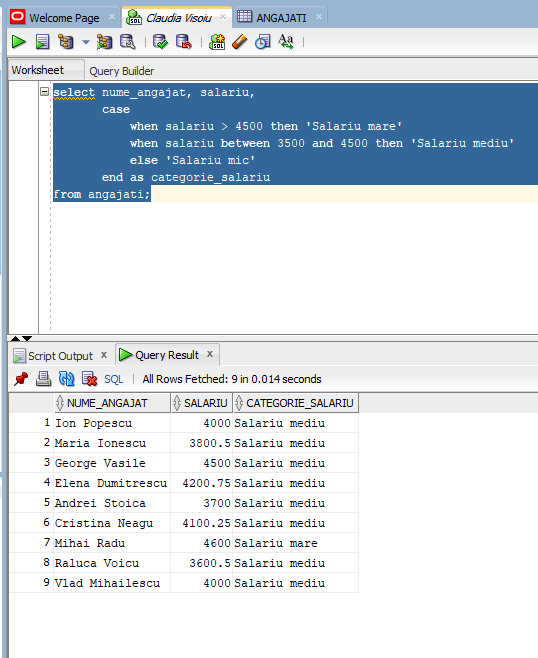 Welcome Page
Claudia Visoiu
ANGAJATI
Worksheet
Query Builder
select nume_angajat, salariu,
case
when salariu > 4500 then 'Salariu mare'
when salariu between 3500 and 4500 then 'Salariu mediu'
else 'Salariu mic'
end as categorie_salariu
from angajati;
Script Output x
Query Result x
SQL | All Rows Fetched: 9 in 0.014 seconds
NUME_ANGAJAT SALARIU CATEGORIE_SALARIU
1 Ion Popescu 4000 Salariu mediu
2 Maria Ionescu 3800.5 Salariu mediu
3 George Vasile 4500 Salariu mediu
4 Elena Dumitrescu 4200.75 Salariu mediu
5 Andrei Stoica 3700 Salariu mediu
6 Cristina Neagu 4100.25 Salariu mediu
7 Mihai Radu 4600 Salariu mare
8 Raluca Voicu 3600.5 Salariu mediu
9 Vlad Mihailescu 4000 Salariu mediu